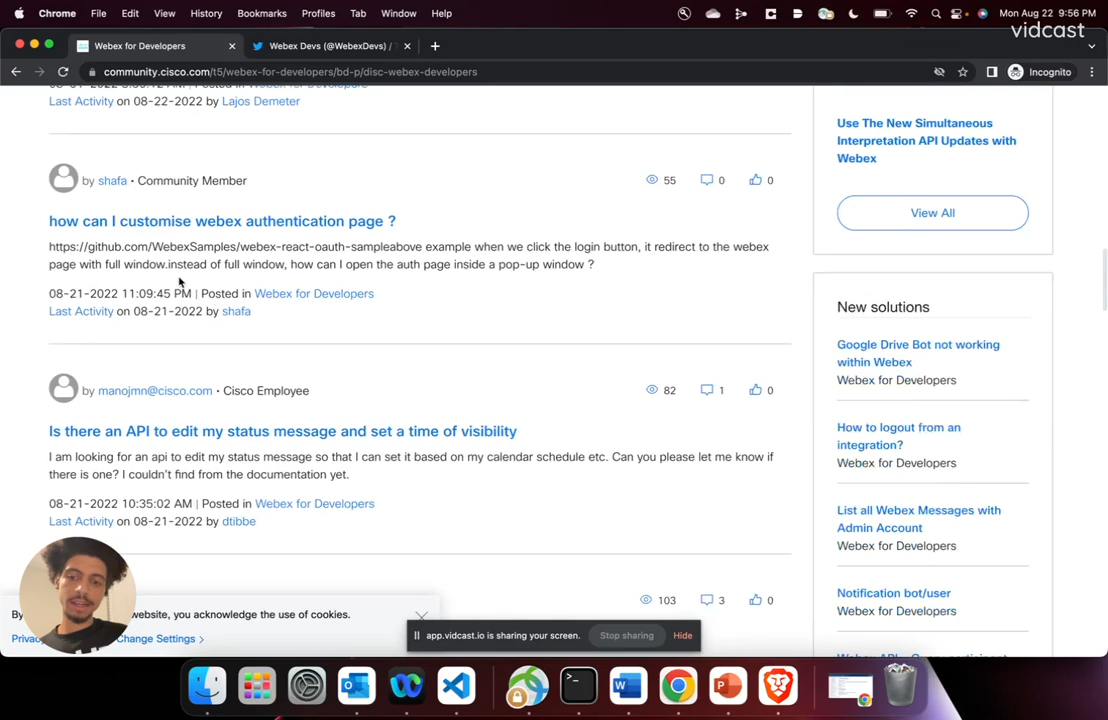 Chrome File Edit View History Bookmarks Profiles Tab Window Help
Mon Aug 22 9:56 PM
vidcast
Webex for Developers
Webex Devs (@WebexDevs) / T
community.cisco.com/t5/webex-for-developers/bd-p/disc-webex-developers
Incognito
Last Activity on 08-22-2022 by Lajos Demeter
by shafa • Community Member
55 0 0
how can I customise webex authentication page ?
https://github.com/WebexSamples/webex-react-oauth-sampleabove example when we click the login button, it redirect to the webex
page with full window.instead of full window, how can I open the auth page inside a pop-up window ?
08-21-2022 11:09:45 PM | Posted in Webex for Developers
Last Activity on 08-21-2022 by shafa
by manojmn@cisco.com • Cisco Employee
82 1 0
Is there an API to edit my status message and set a time of visibility
I am looking for an api to edit my status message so that I can set it based on my calendar schedule etc. Can you please let me know if
there is one? I couldn't find from the documentation yet.
08-21-2022 10:35:02 AM | Posted in Webex for Developers
Last Activity on 08-21-2022 by dtibbe
103 3 0
Use The New Simultaneous
Interpretation API Updates with
Webex
View All
New solutions
Google Drive Bot not working
within Webex
Webex for Developers
How to logout from an
integration?
Webex for Developers
List all Webex Messages with
Admin Account
Webex for Developers
Notification bot/user
Webex for Developers
By
website, you acknowledge the use of cookies.
Change Settings >
app.vidcast.io is sharing your screen. Stop sharing Hide